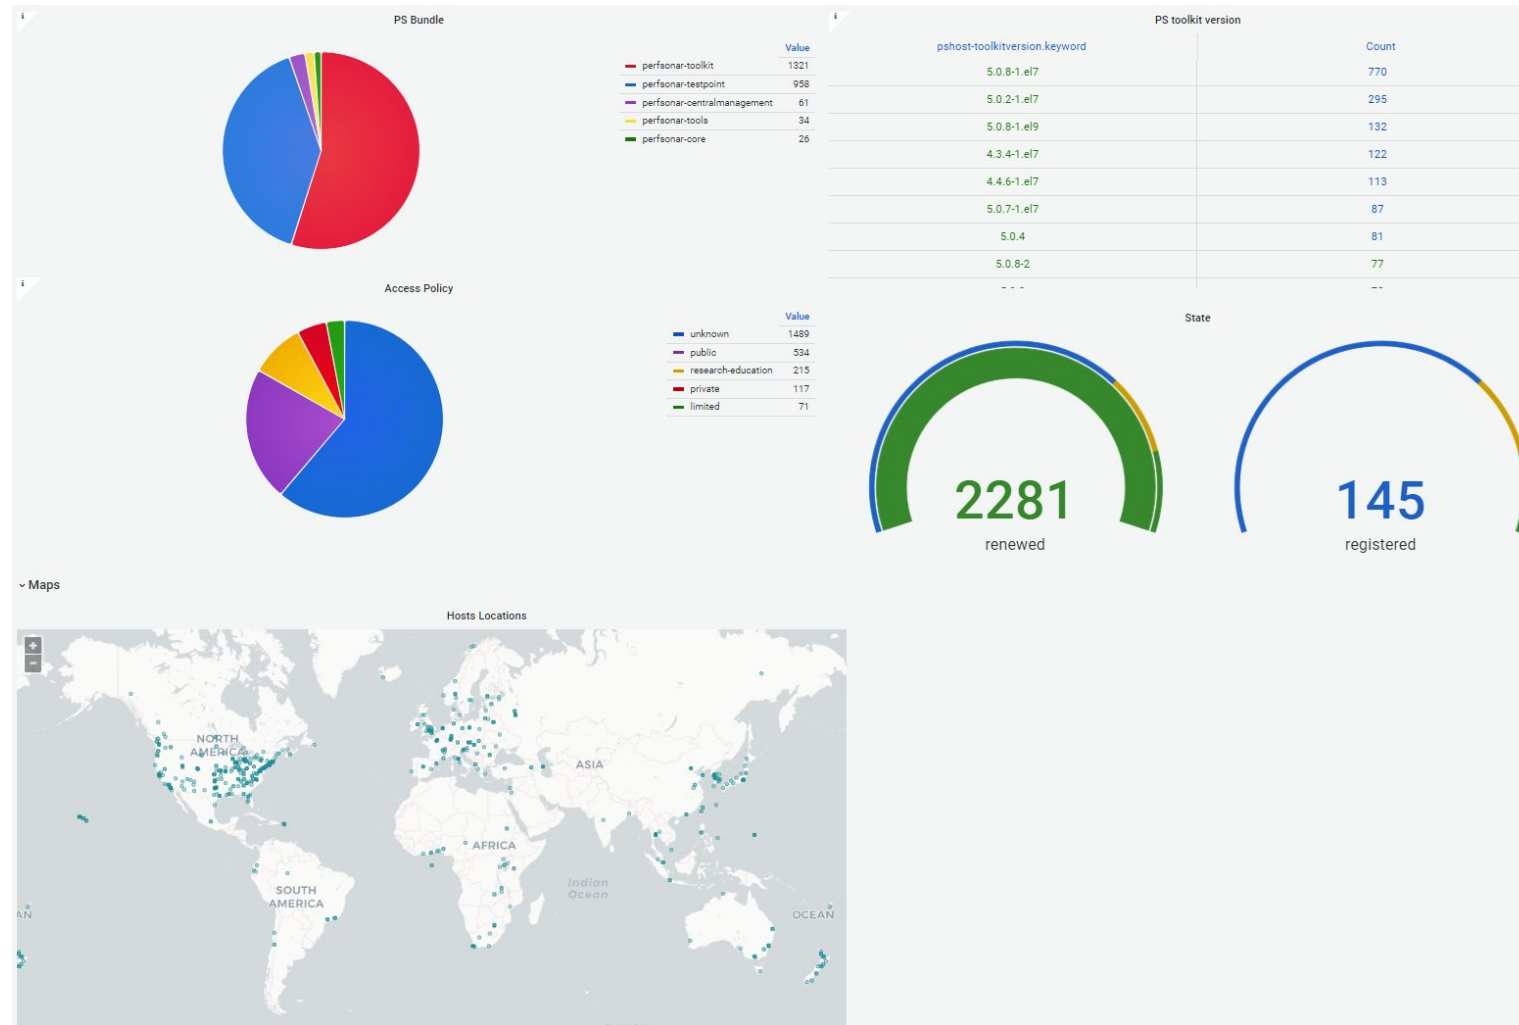 PS Bundle
Value
perfsonar-toolkit 1321
perfsonar-testpoint 958
perfsonar-centralmanagement 61
perfsonar-tools 34
perfsonar-core 26
PS toolkit version
pshost-toolkitversion.keyword Count
5.0.8-1.el7 770
5.0.2-1.el7 295
5.0.8-1.el9 132
4.3.4-1.el7 122
4.4.6-1.el7 113
5.0.7-1.el7 87
5.0.4 81
5.0.8-2 77
Access Policy
Value
unknown 1489
public 534
research-education 215
private 117
limited 71
State
2281
renewed
145
registered
Maps
Hosts Locations
+
−
NORTH
AMERICA
ASIA
AFRICA
Indian
Ocean
SOUTH
AMERICA
AN
OCEAN